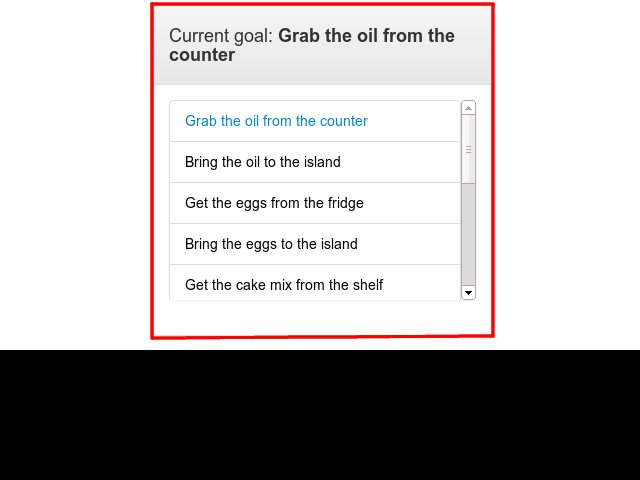 Current goal: Grab the oil from the
counter
Grab the oil from the counter
Bring the oil to the island
Get the eggs from the fridge
Bring the eggs to the island
Get the cake mix from the shelf